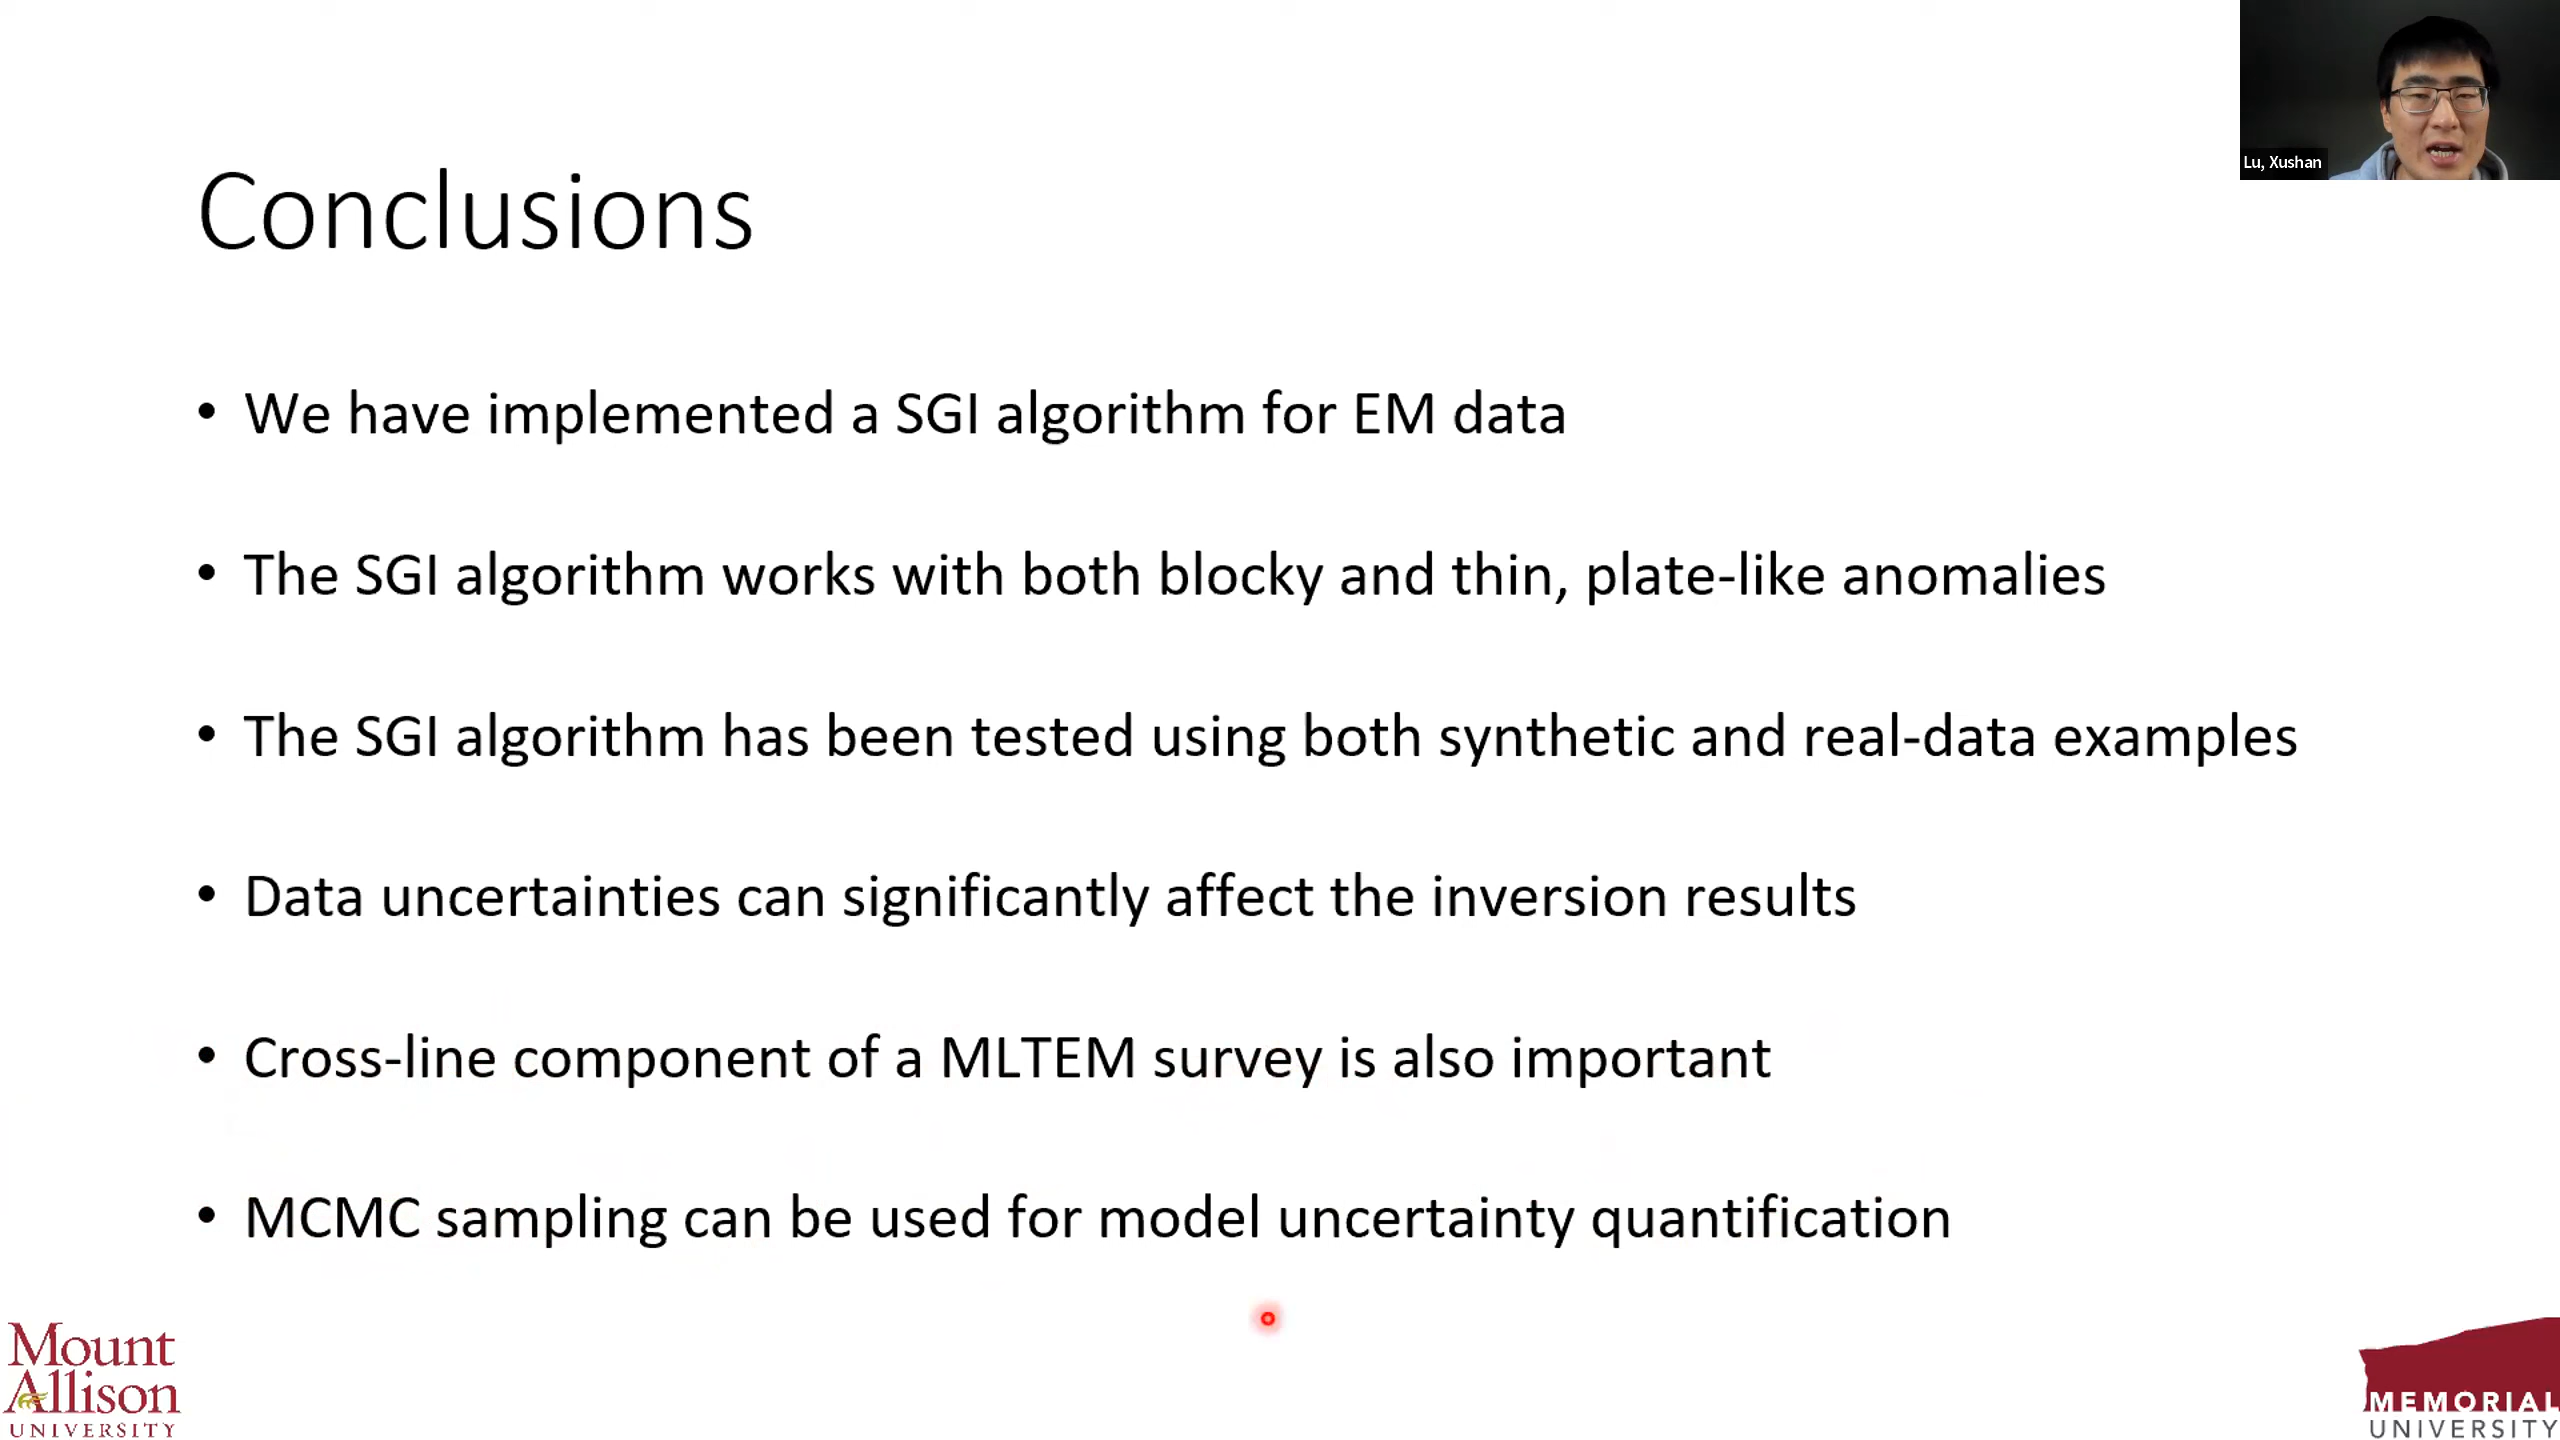 Lu, Xushan
Conclusions
• We have implemented a SGI algorithm for EM data
• The SGI algorithm works with both blocky and thin, plate-like anomalies
• The SGI algorithm has been tested using both synthetic and real-data examples
• Data uncertainties can significantly affect the inversion results
• Cross-line component of a MLTEM survey is also important
• MCMC sampling can be used for model uncertainty quantification
Mount
Allison
UNIVERSITY
MEMORIAL
UNIVERSITY